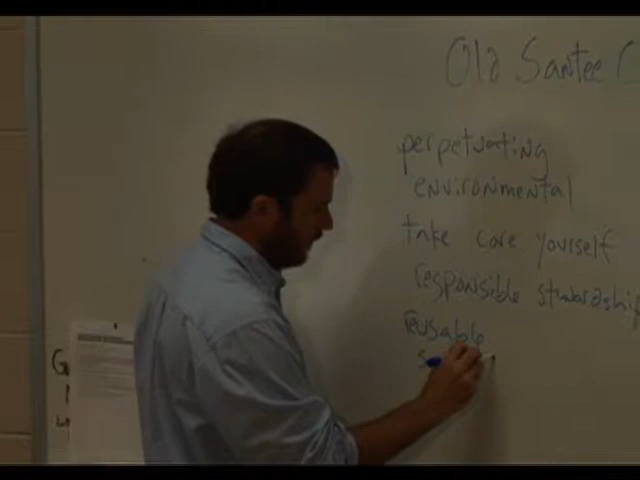 Old Santee C
perpetuating
environmental
take care yourself
responsible stewardship
reusable